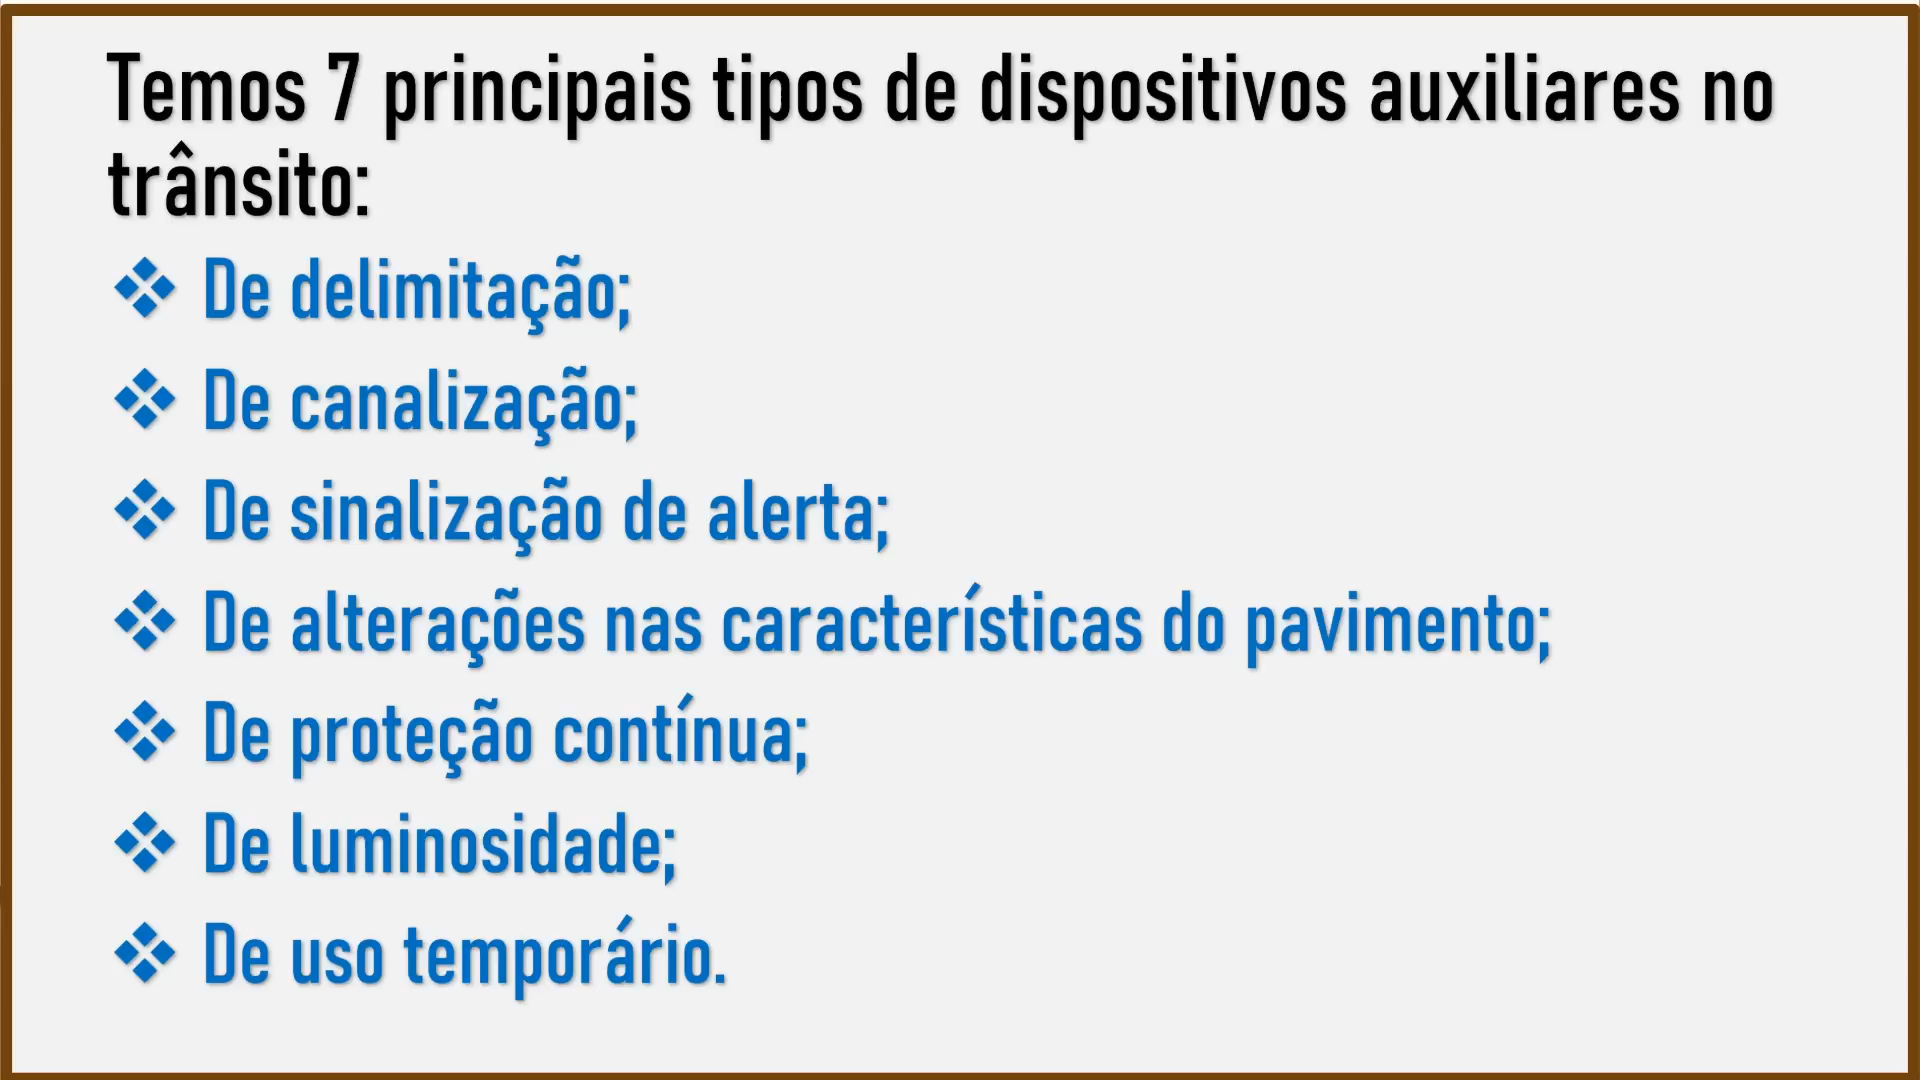 Temos 7 principais tipos de dispositivos auxiliares no
trânsito:
❖ De delimitação;
❖ De canalização;
❖ De sinalização de alerta;
❖ De alterações nas características do pavimento;
❖ De proteção contínua;
❖ De luminosidade;
❖ De uso temporário.